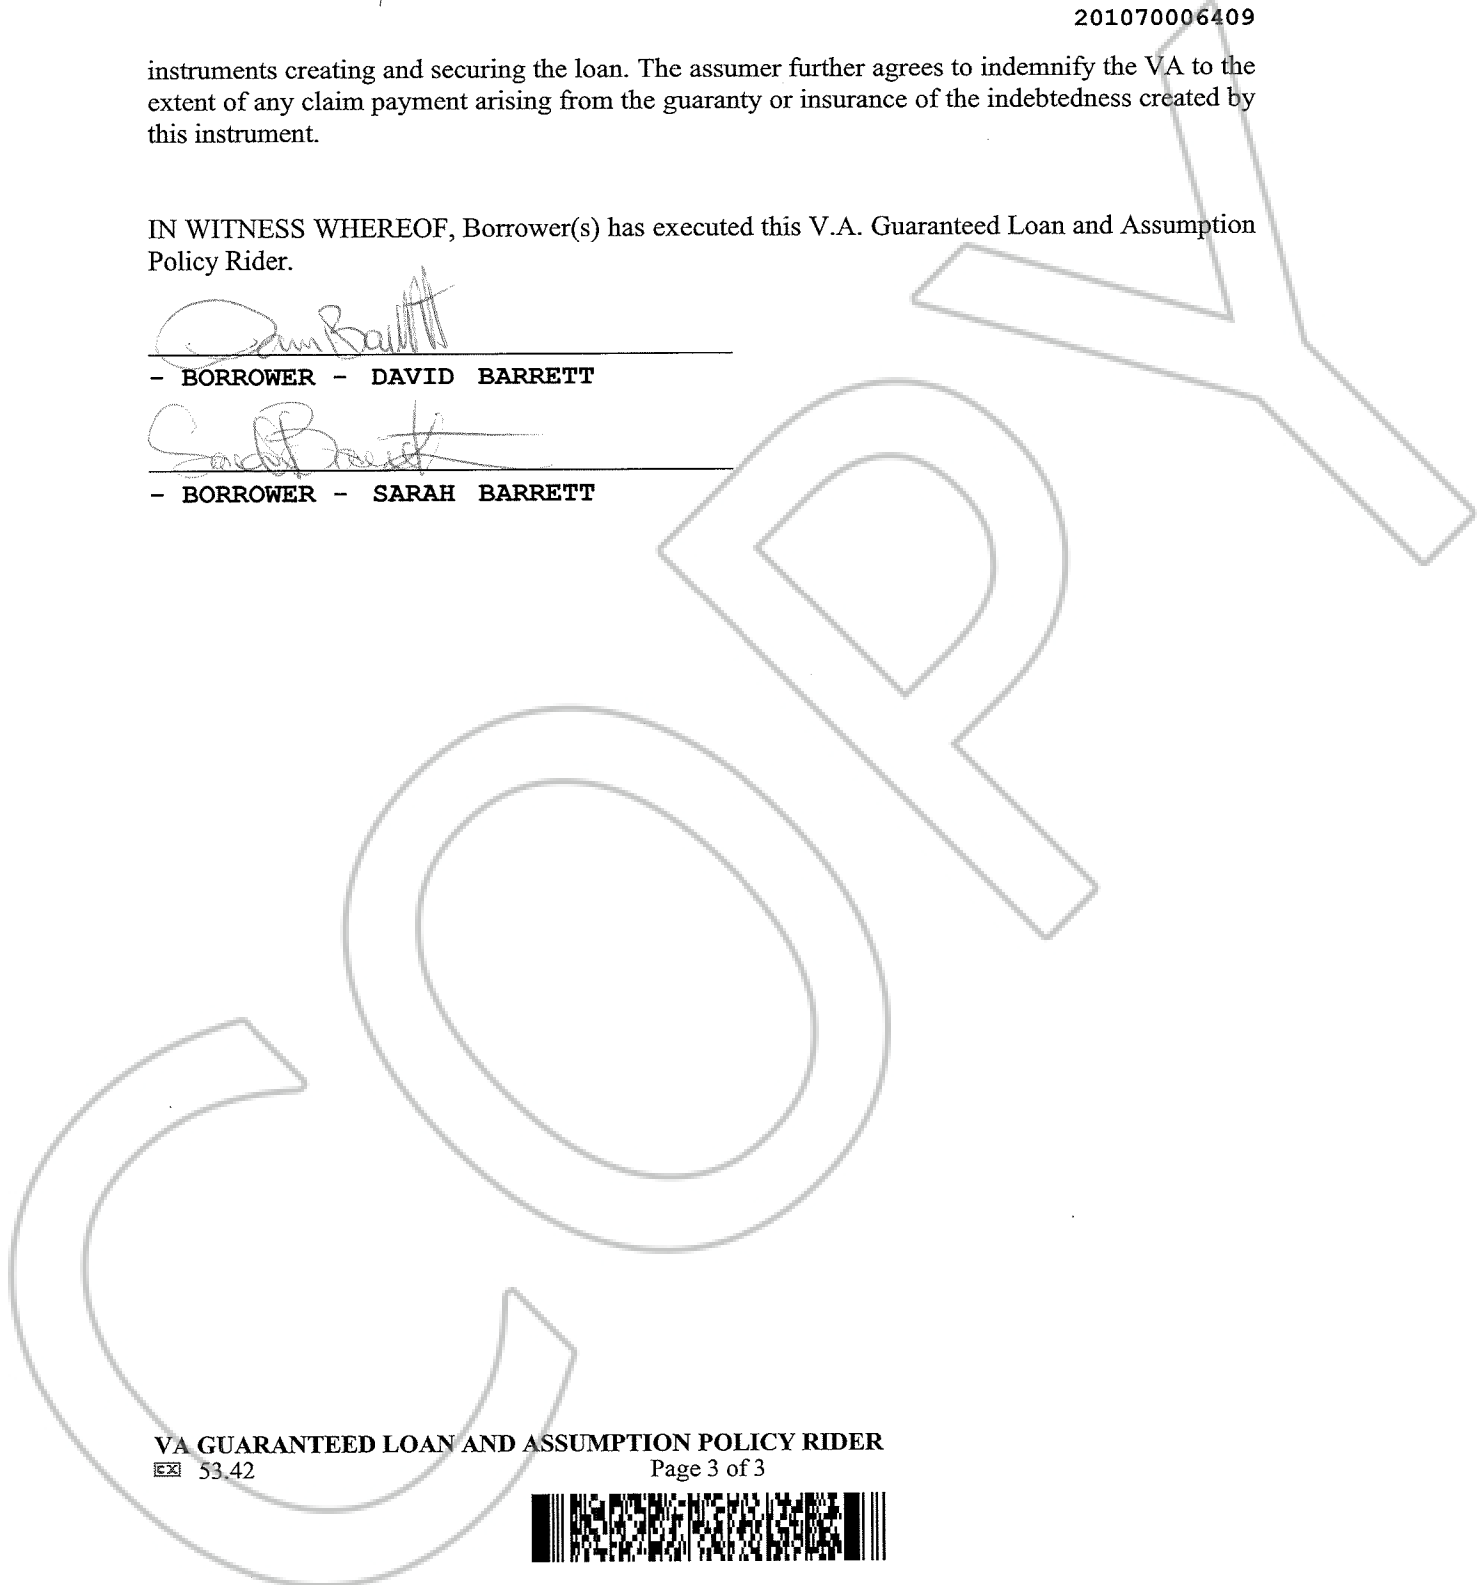 201070006409
instruments creating and securing the loan. The assumer further agrees to indemnify the VA to the
extent of any claim payment arising from the guaranty or insurance of the indebtedness created by
this instrument.
IN WITNESS WHEREOF, Borrower(s) has executed this V.A. Guaranteed Loan and Assumption
Policy Rider.
- BORROWER - DAVID BARRETT
- BORROWER - SARAH BARRETT
COPY
VA GUARANTEED LOAN AND ASSUMPTION POLICY RIDER
CX 53.42 Page 3 of 3